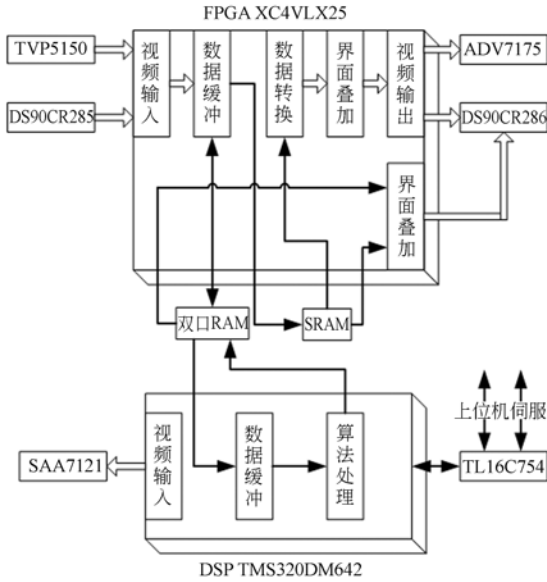 FPGA XC4VLX25
TVP5150
DS90CR285
视频输入
数据缓冲
数据转换
界面叠加
视频输出
ADV7175
DS90CR286
界面叠加
双口RAM
SRAM
上位机伺服
SAA7121
视频输入
数据缓冲
算法处理
TL16C754
DSP TMS320DM642